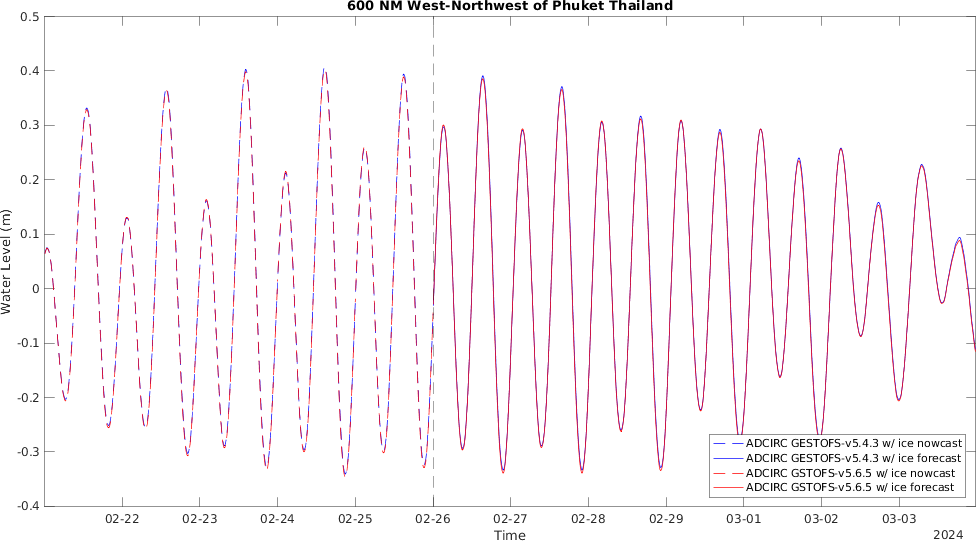 600 NM West-Northwest of Phuket Thailand
0.5
0.4
0.3
0.2
0.1
0
-0.1
-0.2
-0.3
-0.4
Water Level (m)
ADCIRC GESTOFS-v5.4.3 w/ ice nowcast
ADCIRC GESTOFS-v5.4.3 w/ ice forecast
ADCIRC GSTOFS-v5.6.5 w/ ice nowcast
ADCIRC GSTOFS-v5.6.5 w/ ice forecast
02-22 02-23 02-24 02-25 02-26 02-27 02-28 02-29 03-01 03-02 03-03
Time
2024